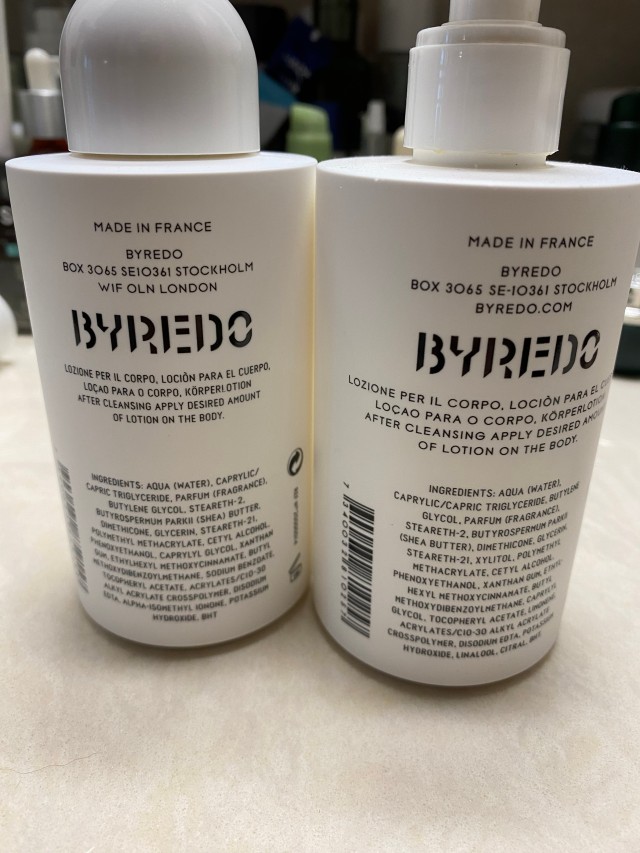 MADE IN FRANCE
BYREDO
BOX 3065 SE10361 STOCKHOLM
W1F OLN LONDON
BYREDO
LOZIONE PER IL CORPO, LOCIÓN PARA EL CUERPO,
LOÇAO PARA O CORPO, KÖRPERLOTION
AFTER CLEANSING APPLY DESIRED AMOUNT
OF LOTION ON THE BODY.
INGREDIENTS: AQUA (WATER), CAPRYLIC/
CAPRIC TRIGLYCERIDE, PARFUM (FRAGRANCE),
BUTYLENE GLYCOL, STEARETH-2,
BUTYROSPERMUM PARKII (SHEA) BUTTER,
DIMETHICONE, GLYCERIN, STEARETH-21,
POLYMETHYL METHACRYLATE, CETYL ALCOHOL,
PHENOXYETHANOL, CAPRYLYL GLYCOL, XANTHAN
GUM, ETHYLHEXYL METHOXYCINNAMATE, BUTYL
METHOXYDIBENZOYLMETHANE, SODIUM BENZOATE,
TOCOPHERYL ACETATE, ACRYLATES/C10-30
ALKYL ACRYLATE CROSSPOLYMER, DISODIUM
EDTA, ALPHA-ISOMETHYL IONONE, POTASSIUM
HYDROXIDE, BHT
MADE IN FRANCE
BYREDO
BOX 3065 SE-10361 STOCKHOLM
BYREDO.COM
BYREDO
LOZIONE PER IL CORPO, LOCIÓN PARA EL
LOCAO PARA O CORPO, KÖRPERLOTION
AFTER CLEANSING APPLY DESIRED AMOUNT
OF LOTION ON THE BODY.
INGREDIENTS: AQUA (WATER),
CAPRYLIC/CAPRIC TRIGLYCERIDE, BUTYLENE
GLYCOL, PARFUM (FRAGRANCE),
STEARETH-2, BUTYROSPERMUM PARKII
(SHEA BUTTER), DIMETHICONE, GLYCERIN,
STEARETH-21, XYLITOL, POLYMETHYL
METHACRYLATE, CETYL ALCOHOL,
PHENOXYETHANOL, XANTHAN GUM, ETHYL-
HEXYL METHOXYCINNAMATE, BUTYL
METHOXYDIBENZOYLMETHANE, CAPRYLYL
GLYCOL, TOCOPHERYL ACETATE, LIMONENE,
ACRYLATES/C10-30 ALKYL ACRYLATE
CROSSPOLYMER, DISODIUM EDTA, POTASSIUM
HYDROXIDE, LINALOOL, CITRAL, BHT